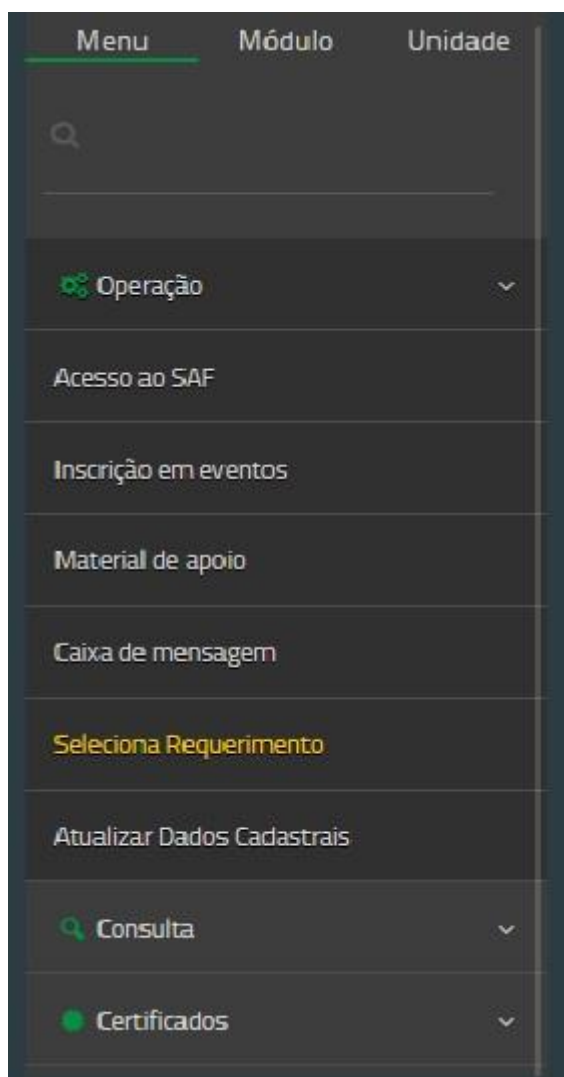 Menu Módulo Unidade
Operação
Acesso ao SAF
Inscrição em eventos
Material de apoio
Caixa de mensagem
Seleciona Requerimento
Atualizar Dados Cadastrais
Consulta
Certificados